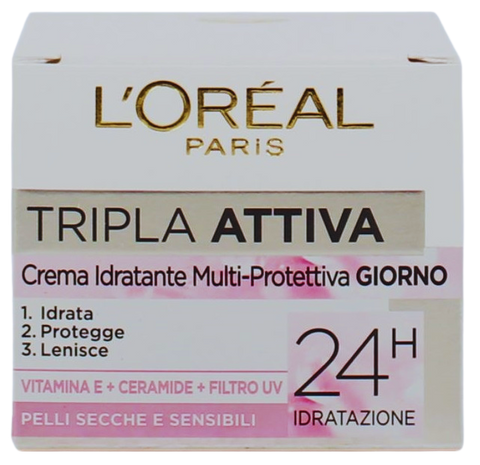 L'ORÉAL
PARIS
TRIPLA ATTIVA
Crema Idratante Multi-Protettiva GIORNO
1. Idrata
2. Protegge
3. Lenisce
VITAMINA E + CERAMIDE + FILTRO UV
PELLI SECCHE E SENSIBILI
24H
IDRATAZIONE